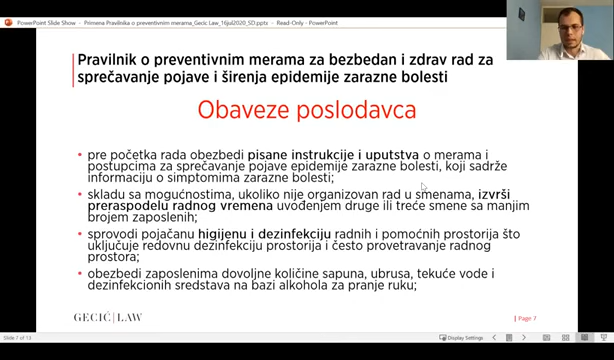 PowerPoint Slide Show - Primena Pravilnika o preventivnim merama_Gecic Law_16jul2020_SD.pptx - Read-Only - PowerPoint
Pravilnik o preventivnim merama za bezbedan i zdrav rad za
sprečavanje pojave i širenja epidemije zarazne bolesti
Obaveze poslodavca
• pre početka rada obezbedi pisane instrukcije i uputstva o merama i
postupcima za sprečavanje pojave epidemije zarazne bolesti, koji sadrže
informaciju o simptomima zarazne bolesti;
• skladu sa mogućnostima, ukoliko nije organizovan rad u smenama, izvrši
preraspodelu radnog vremena uvođenjem druge ili treće smene sa manjim
brojem zaposlenih;
• sprovodi pojačanu higijenu i dezinfekciju radnih i pomoćnih prostorija što
uključuje redovnu dezinfekciju prostorija i često provetravanje radnog
prostora;
• obezbedi zaposlenima dovoljne količine sapuna, ubrusa, tekuće vode i
dezinfekcionih sredstava na bazi alkohola za pranje ruku;
GECIĆ|LAW
| Page 7
Slide 7 of 13
Display Settings